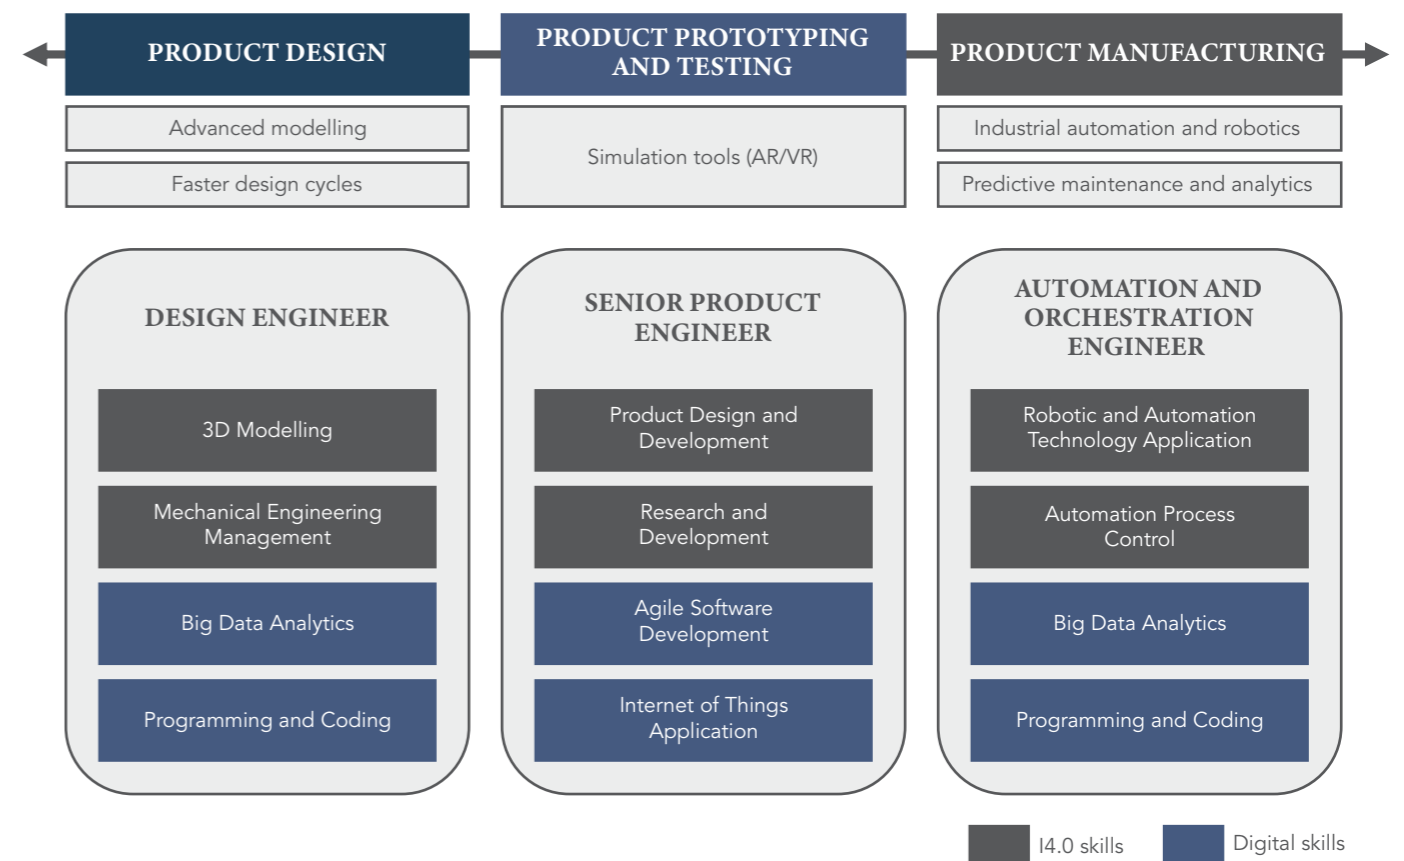 PRODUCT DESIGN
PRODUCT PROTOTYPING
AND TESTING
PRODUCT MANUFACTURING
Advanced modelling
Faster design cycles
Simulation tools (AR/VR)
Industrial automation and robotics
Predictive maintenance and analytics
DESIGN ENGINEER
3D Modelling
Mechanical Engineering
Management
Big Data Analytics
Programming and Coding
SENIOR PRODUCT
ENGINEER
Product Design and
Development
Research and
Development
Agile Software
Development
Internet of Things
Application
AUTOMATION AND
ORCHESTRATION
ENGINEER
Robotic and Automation
Technology Application
Automation Process
Control
Big Data Analytics
Programming and Coding
I4.0 skills
Digital skills